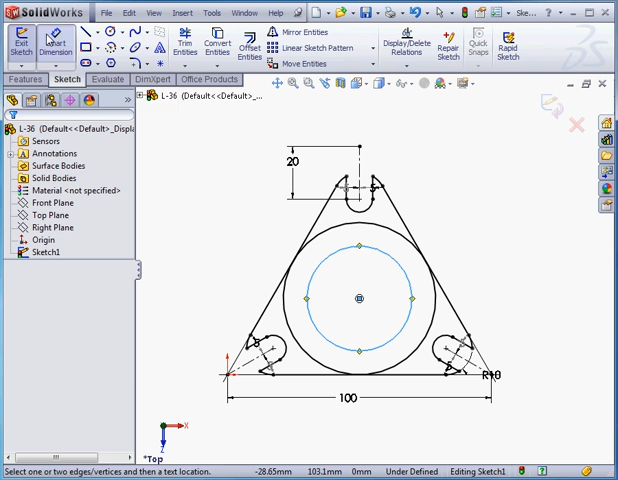 SolidWorks
File Edit View Insert Tools Window Help
Ske...
Exit Sketch
Smart Dimension
Trim Entities
Convert Entities
Offset Entities
Mirror Entities
Linear Sketch Pattern
Move Entities
Display/Delete Relations
Repair Sketch
Quick Snaps
Rapid Sketch
Features Sketch Evaluate DimXpert Office Products
L-36 (Default<<Default>_...
L-36 (Default<<Default>_Displa
Sensors
Annotations
Surface Bodies
Solid Bodies
Material <not specified>
Front Plane
Top Plane
Right Plane
Origin
Sketch1
20
5
5
5
R10
100
X
Z
*Top
Select one or two edges/vertices and then a text location.
-28.65mm 103.1mm 0mm Under Defined Editing Sketch1